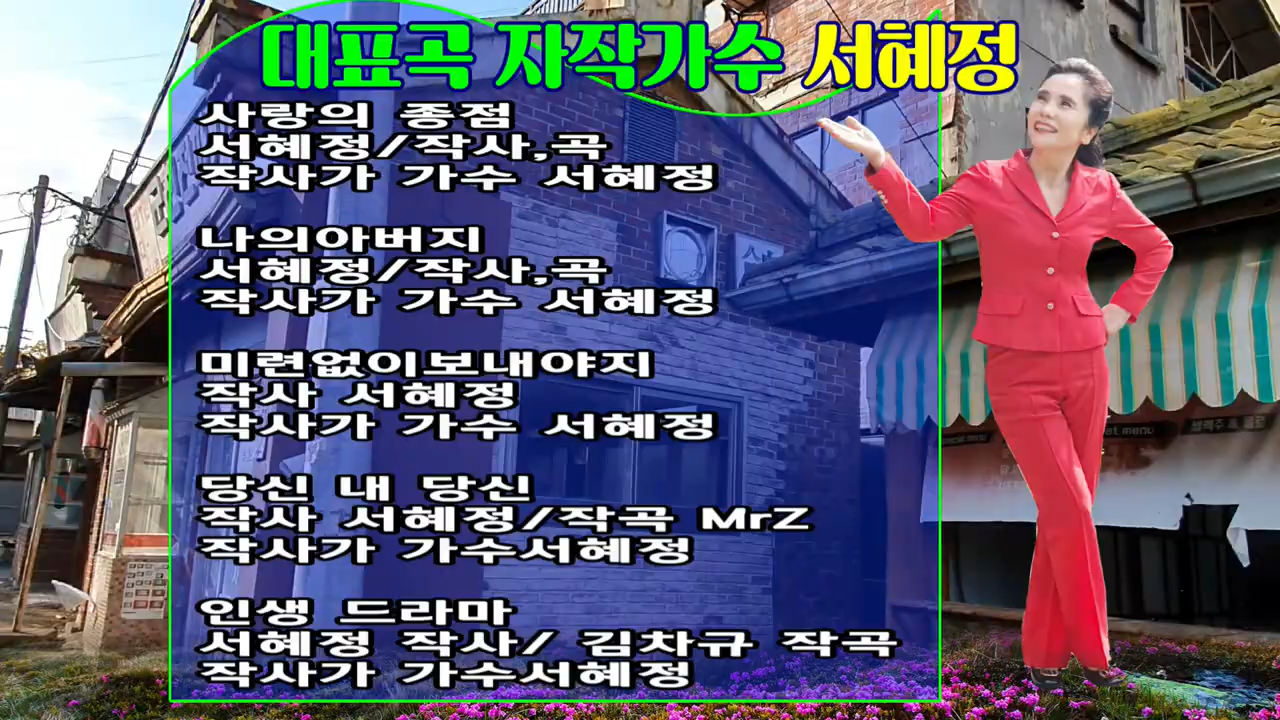 대표곡 자작가수 서혜정
사랑의 종점
서혜정/작사,곡
작사가 가수 서혜정
나의아버지
서혜정/작사,곡
작사가 가수 서혜정
미련없이보내야지
작사 서혜정
작사가 가수 서혜정
당신 내 당신
작사 서혜정/작곡 MrZ
작사가 가수서혜정
인생 드라마
서혜정 작사/ 김차규 작곡
작사가 가수서혜정
menu